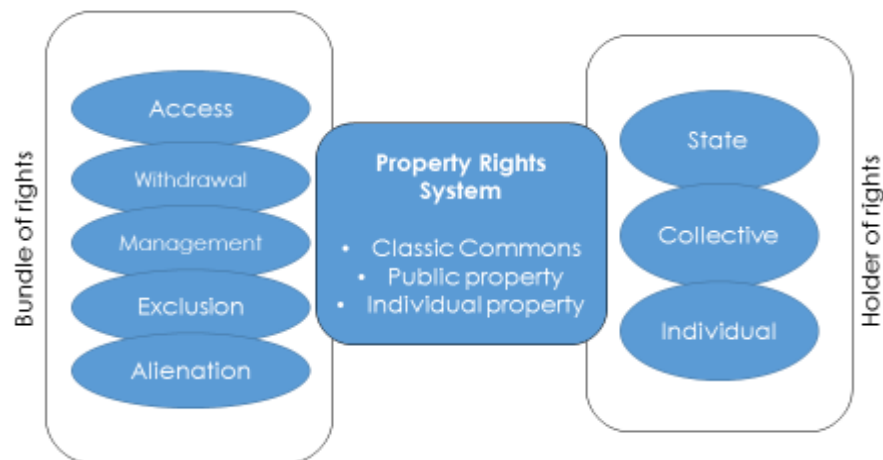 Bundle of rights
Access
Withdrawal
Management
Exclusion
Alienation
Property Rights
System
• Classic Commons
• Public property
• Individual property
State
Collective
Individual
Holder of rights